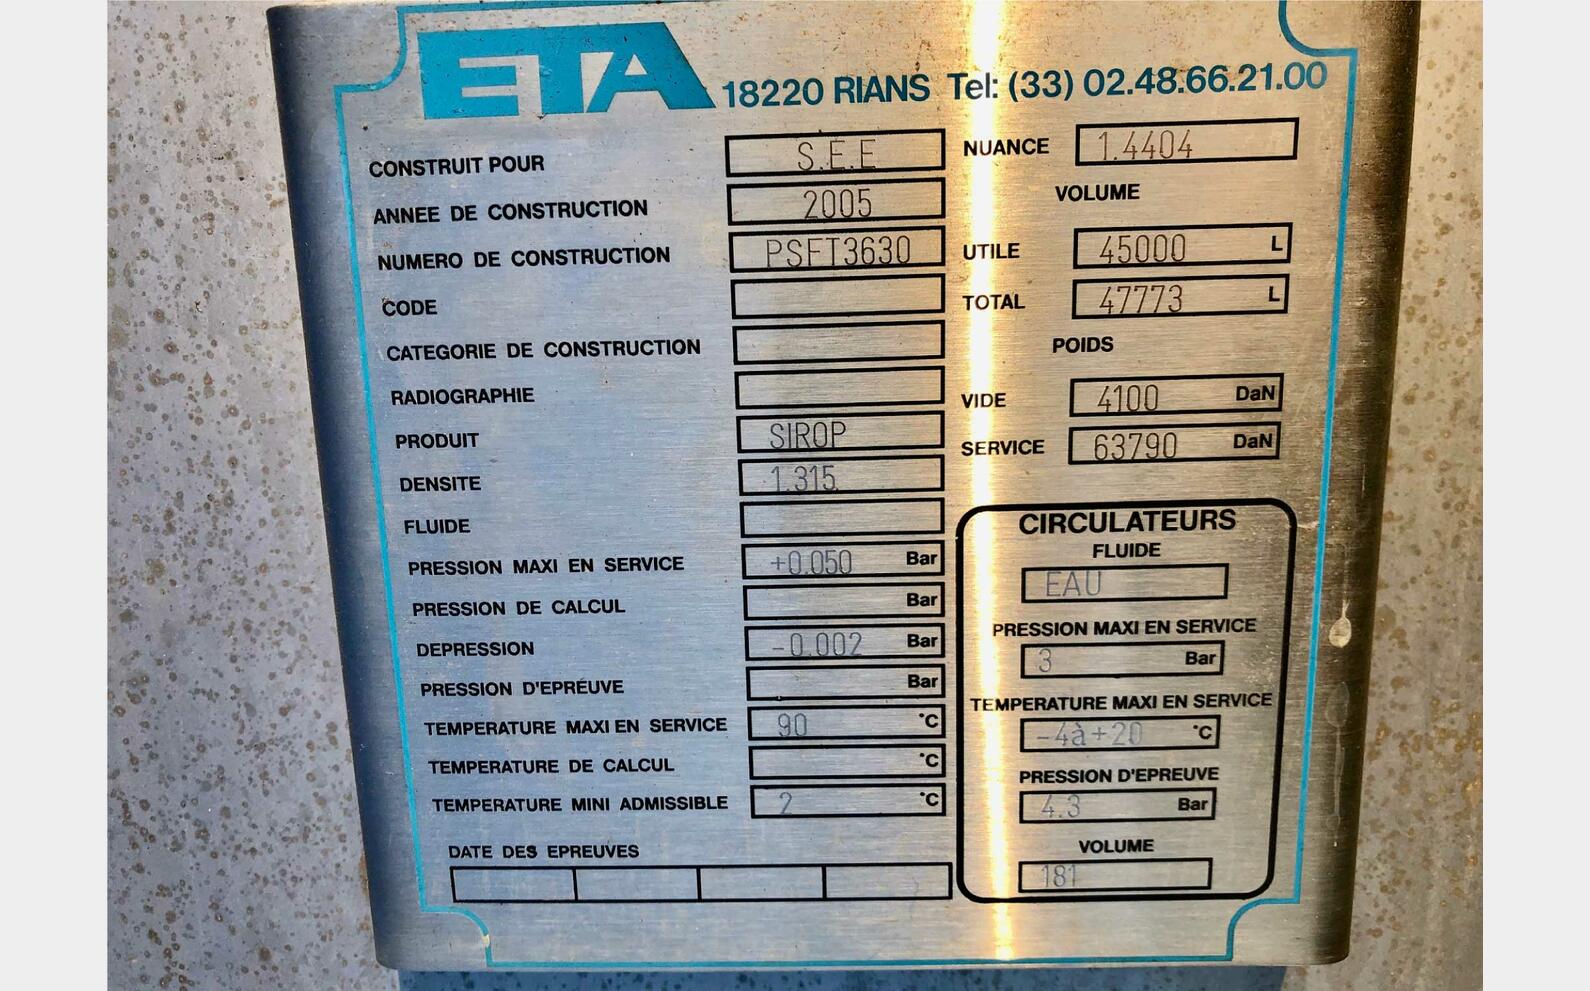 ETA 18220 RIANS Tel: (33) 02.48.66.21.00
CONSTRUIT POUR S.E.E
ANNEE DE CONSTRUCTION 2005
NUMERO DE CONSTRUCTION PSFT3630
CODE
CATEGORIE DE CONSTRUCTION
RADIOGRAPHIE
PRODUIT SIROP
DENSITE 1.315
FLUIDE
PRESSION MAXI EN SERVICE +0.050 Bar
PRESSION DE CALCUL Bar
DEPRESSION -0.002 Bar
PRESSION D'EPRÉUVE Bar
TEMPERATURE MAXI EN SERVICE 90 °C
TEMPERATURE DE CALCUL °C
TEMPERATURE MINI ADMISSIBLE 2 °C
DATE DES EPREUVES
NUANCE 1.4404
VOLUME
UTILE 45000 L
TOTAL 47773 L
POIDS
VIDE 4100 DaN
SERVICE 63790 DaN
CIRCULATEURS
FLUIDE
EAU
PRESSION MAXI EN SERVICE
3 Bar
TEMPERATURE MAXI EN SERVICE
-4à+20 °C
PRESSION D'EPREUVE
4.3 Bar
VOLUME
181